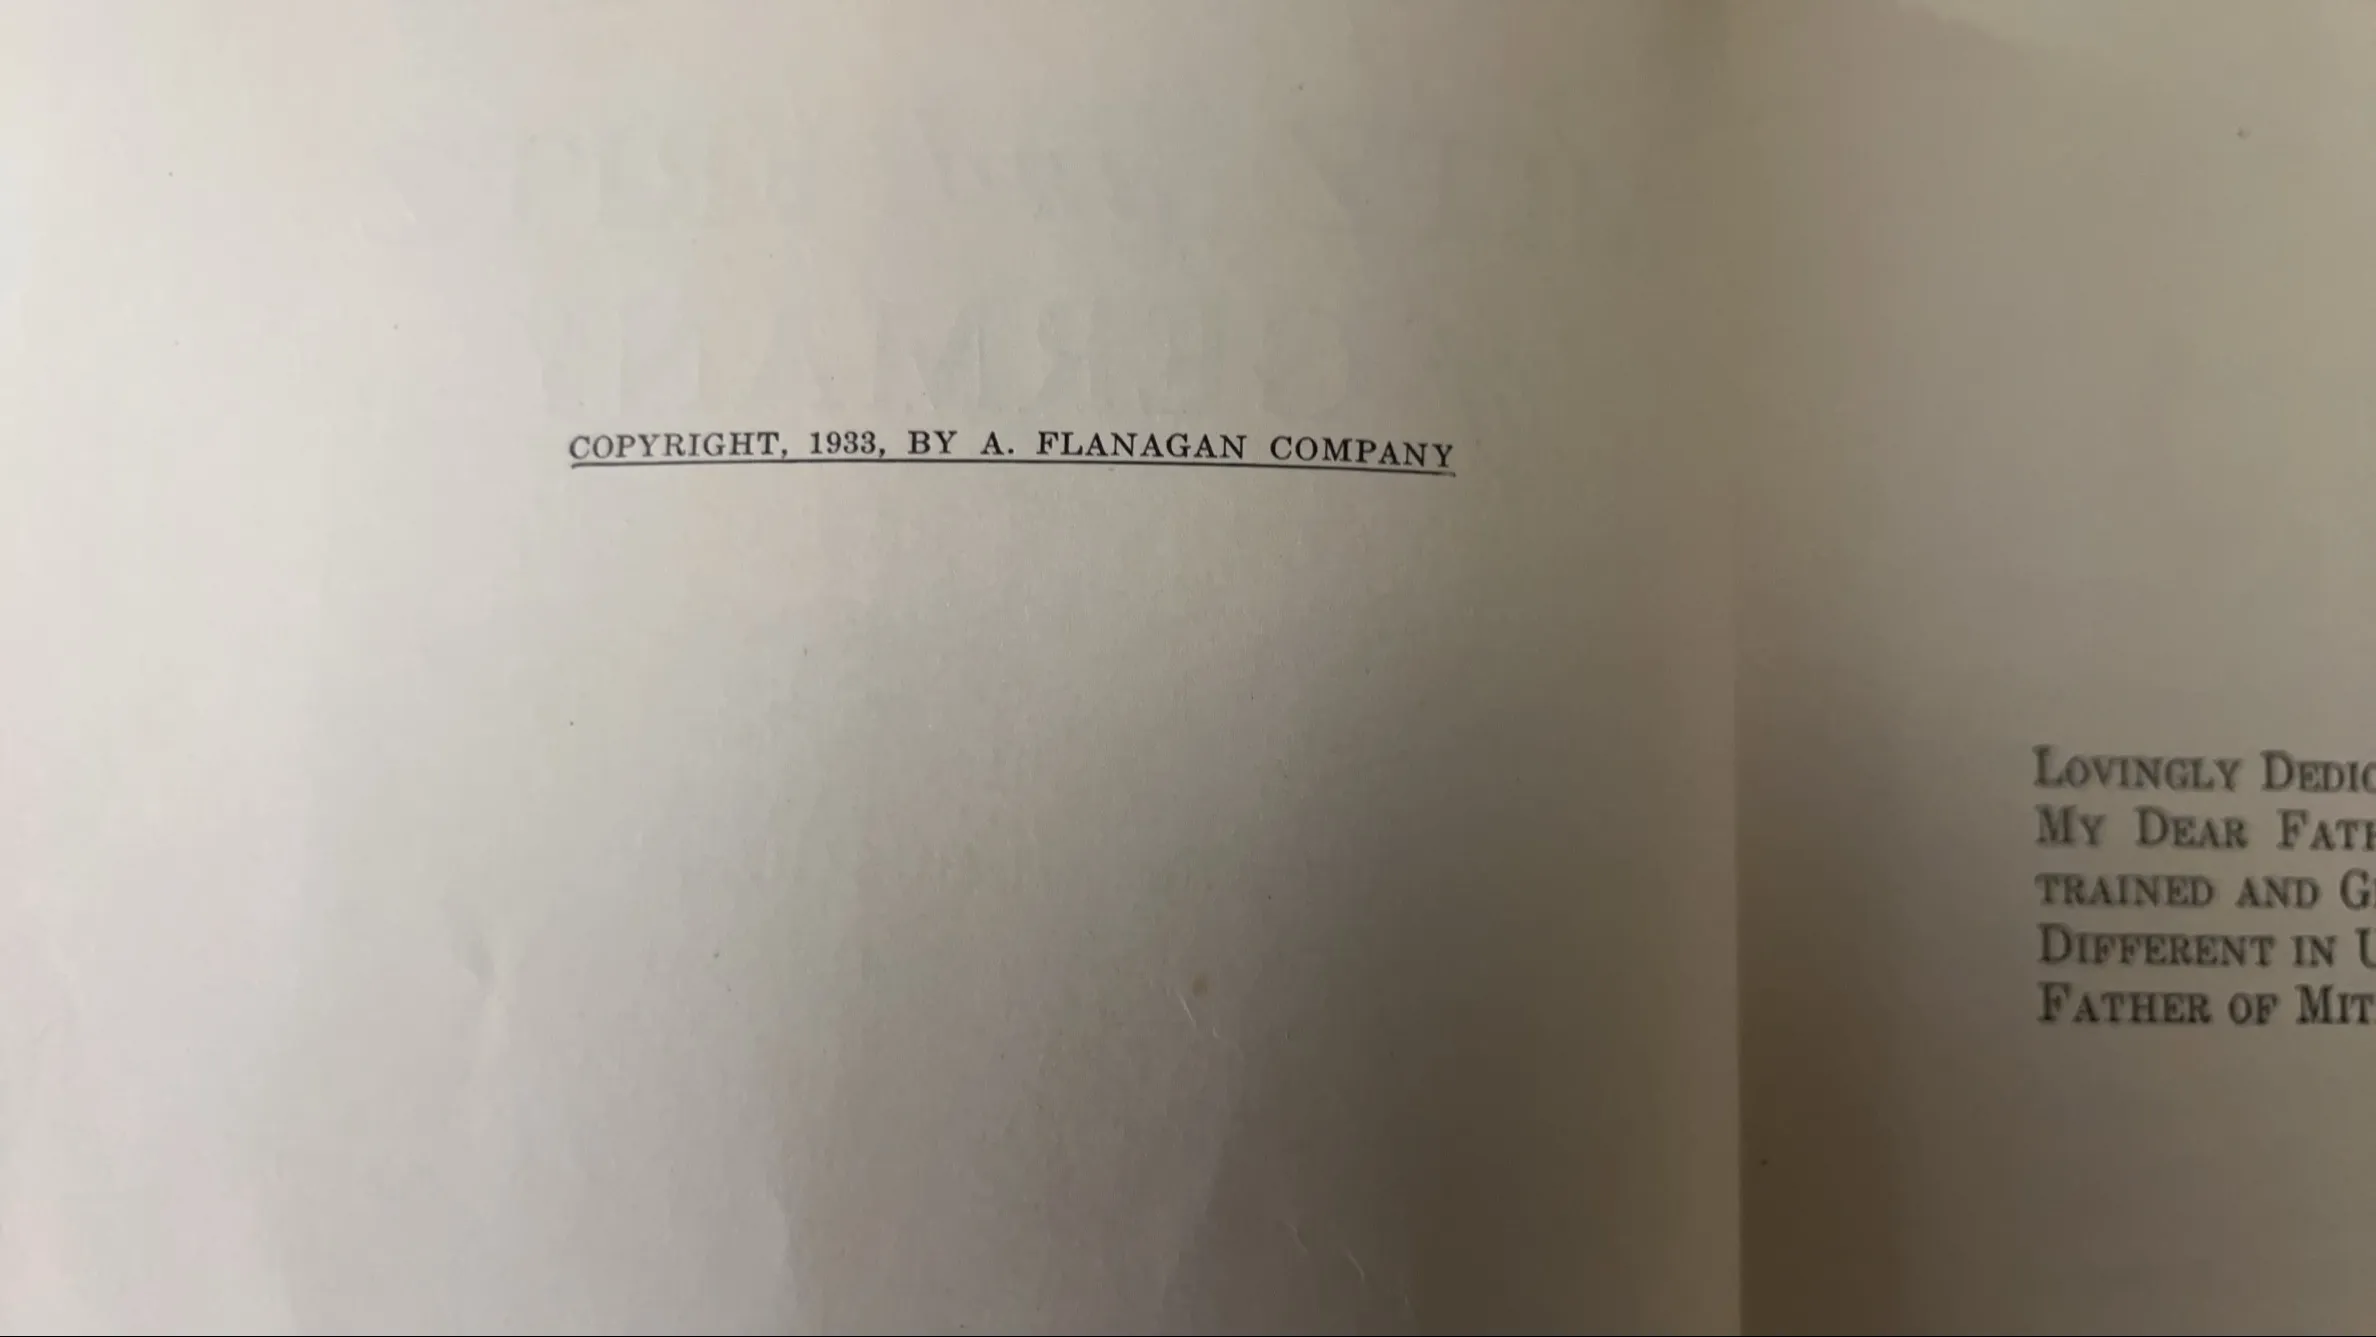 COPYRIGHT, 1933, BY A. FLANAGAN COMPANY
LOVINGLY
MY DEAR
TRAINED AND
DIFFERENT IN
FATHER OF